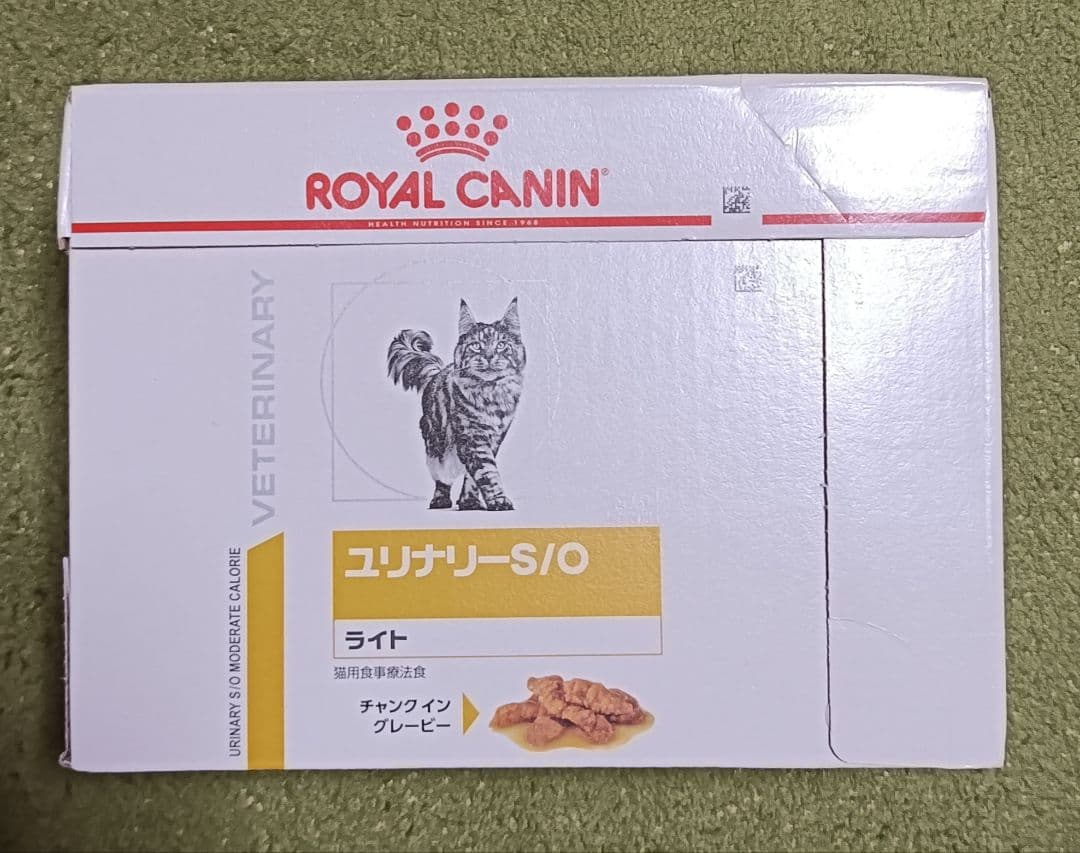 ROYAL CANIN®
HEALTH NUTRITION SINCE 1968
VETERINARY
URINARY S/O MODERATE CALORIE
ユリナリーS/O
ライト
猫用食事療法食
チャンク イン
グレービー